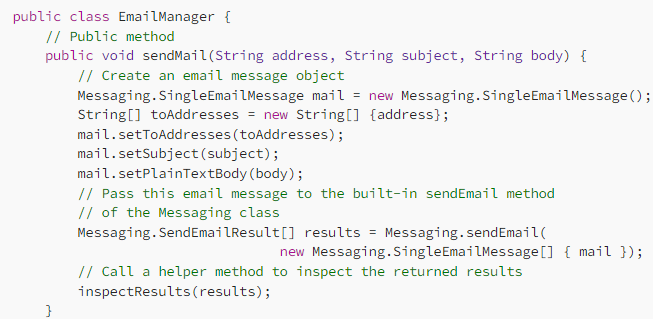 public class EmailManager {
// Public method
public void sendMail(String address, String subject, String body) {
// Create an email message object
Messaging.SingleEmailMessage mail = new Messaging.SingleEmailMessage();
String[] toAddresses = new String[] {address};
mail.setToAddresses(toAddresses);
mail.setSubject(subject);
mail.setPlainTextBody(body);
// Pass this email message to the built-in sendEmail method
// of the Messaging class
Messaging.SendEmailResult[] results = Messaging.sendEmail(
new Messaging.SingleEmailMessage[] { mail });
// Call a helper method to inspect the returned results
inspectResults(results);
}